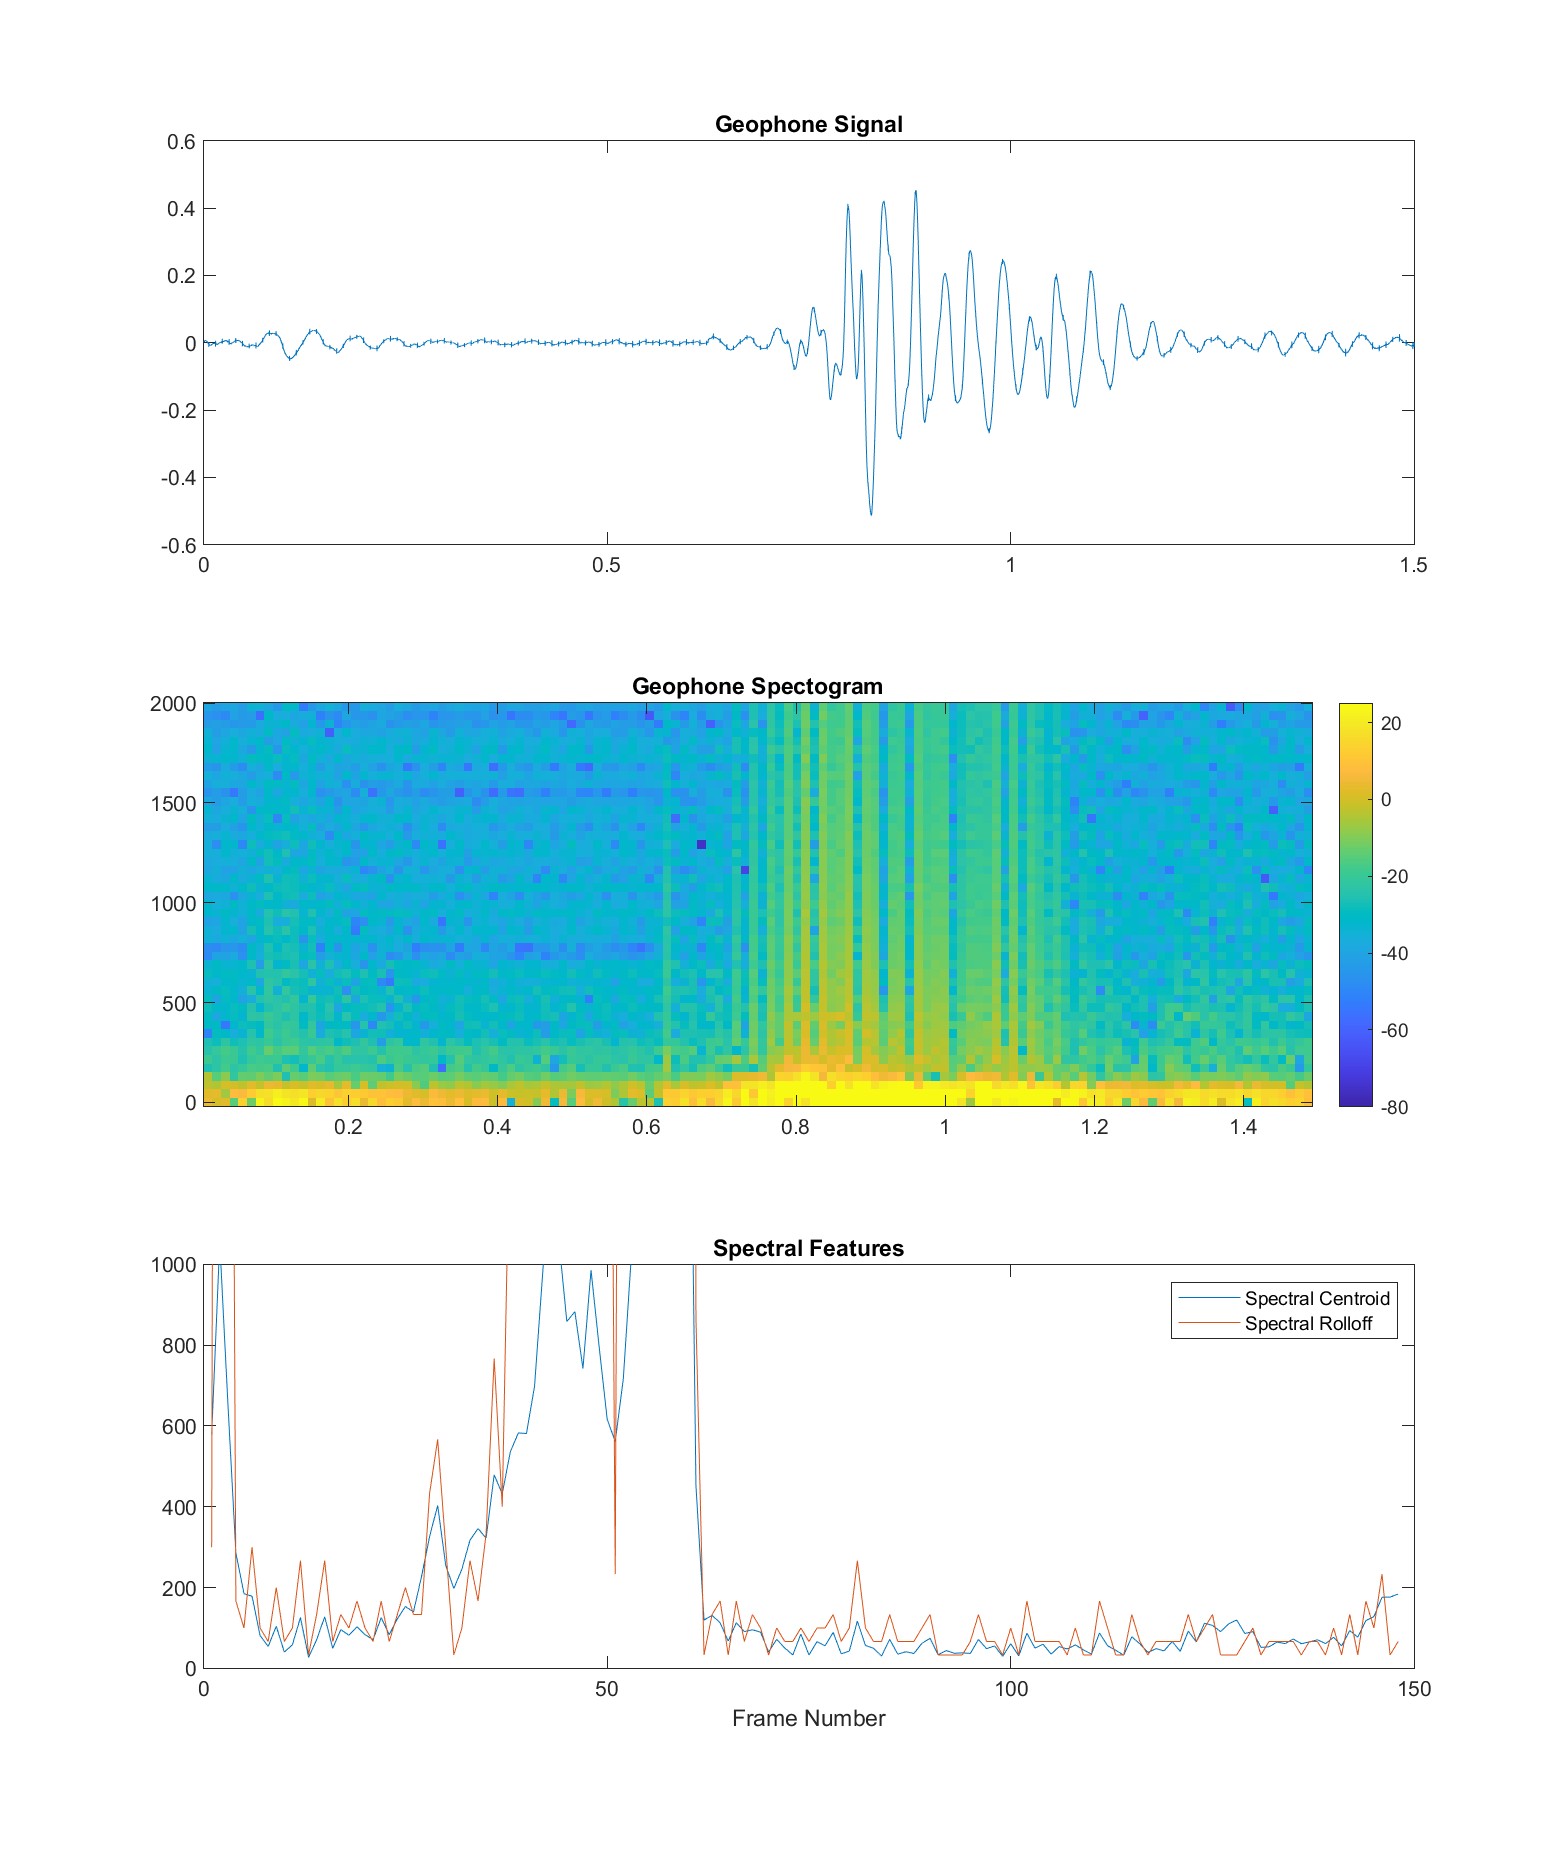 Geophone Signal
0.6
0.4
0.2
0
-0.2
-0.4
-0.6
0 0.5 1 1.5
Geophone Spectogram
2000
1500
1000
500
0
0.2 0.4 0.6 0.8 1 1.2 1.4
20
0
-20
-40
-60
-80
Spectral Features
1000
800
600
400
200
0
0 50 100 150
Frame Number
Spectral Centroid
Spectral Rolloff